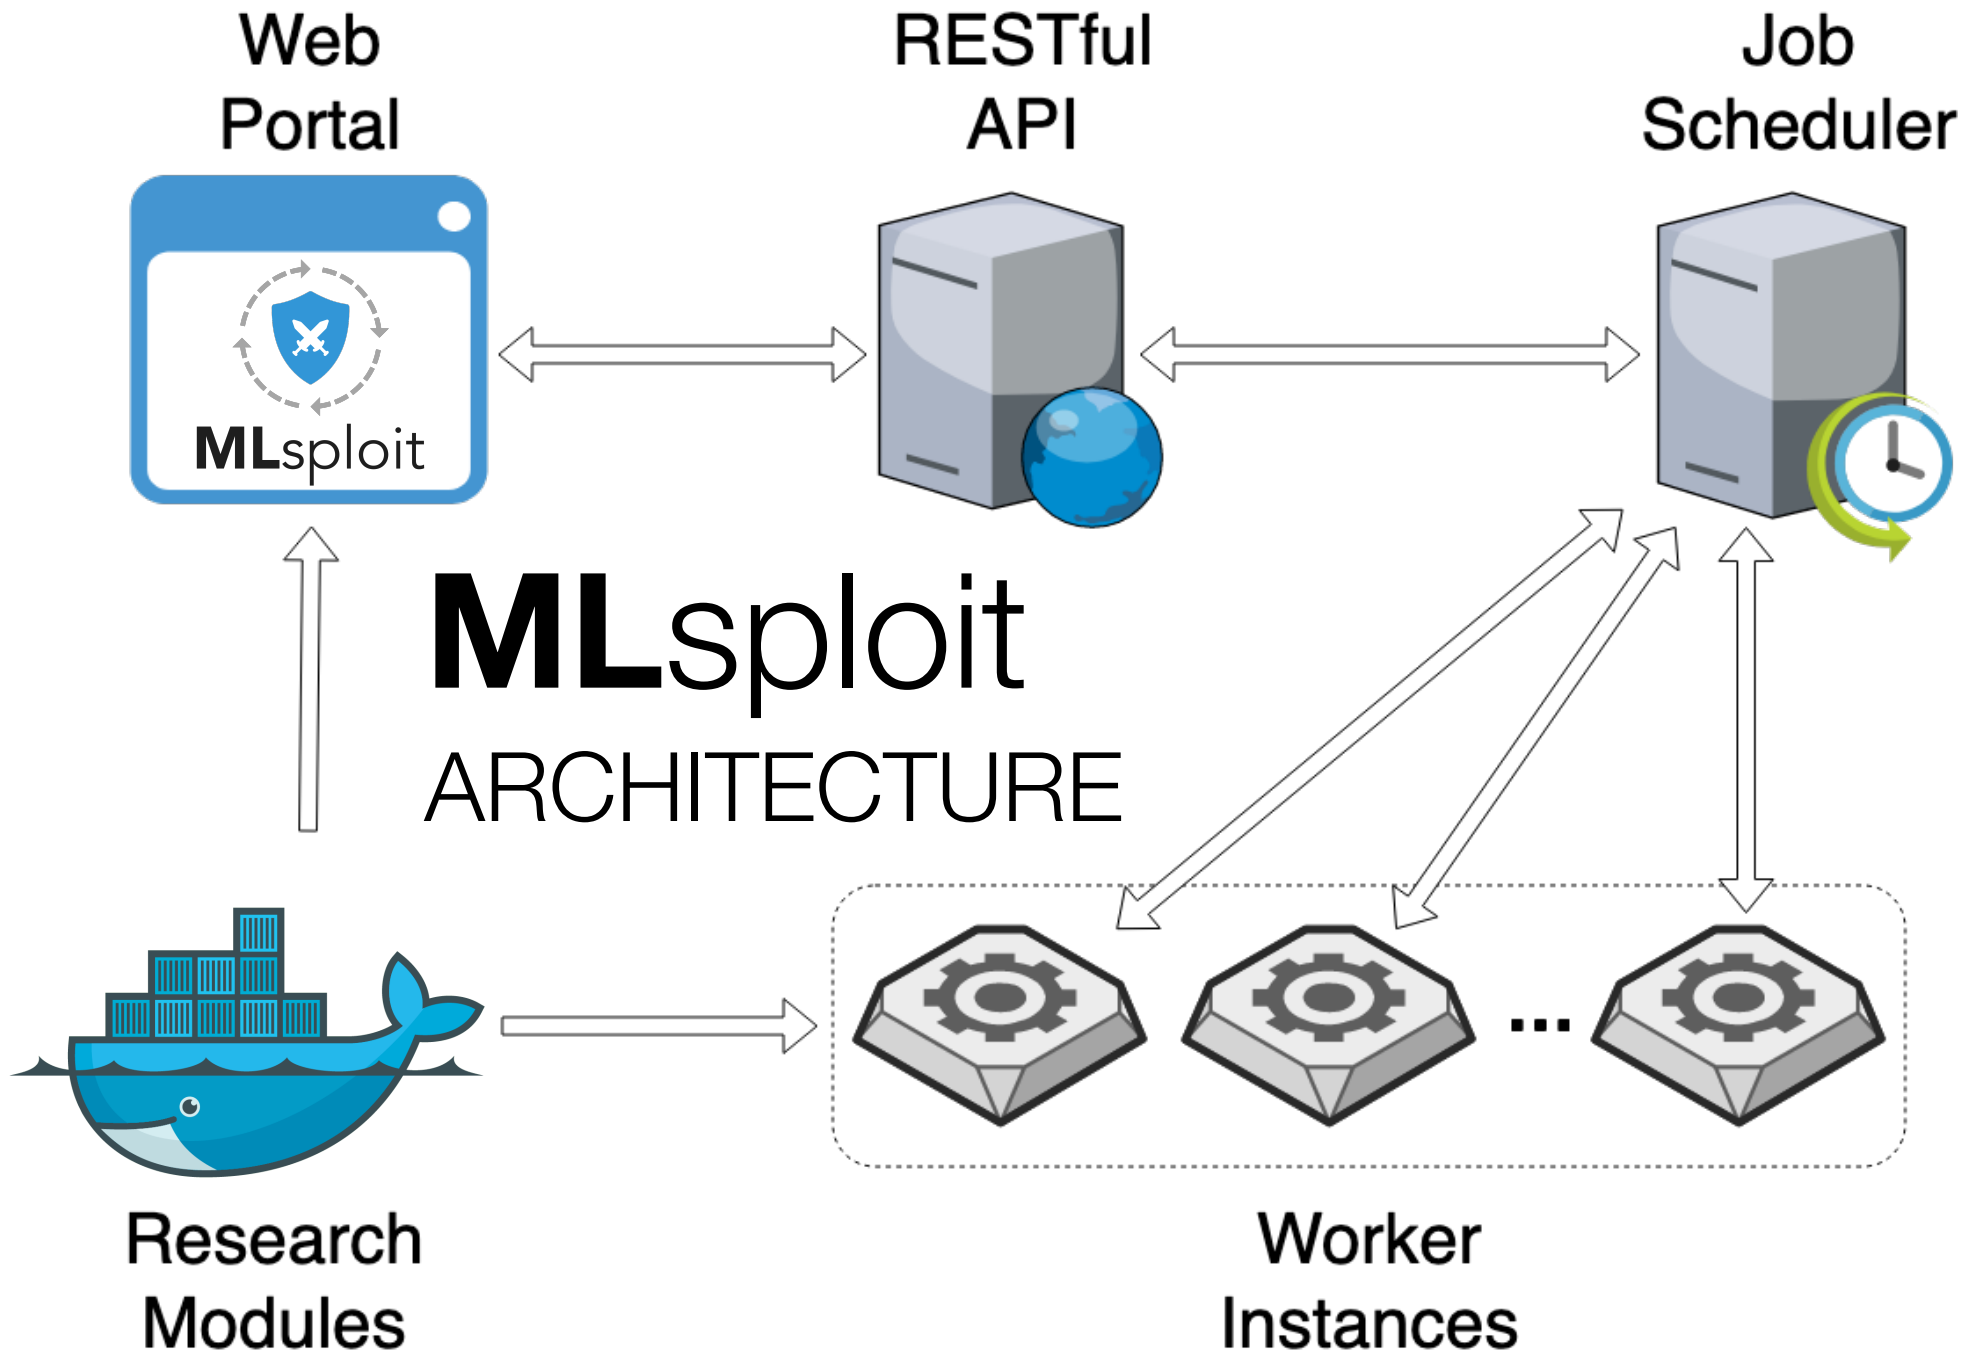 Web
Portal
RESTful
API
Job
Scheduler
MLsploit
MLsploit
ARCHITECTURE
...
Research
Modules
Worker
Instances